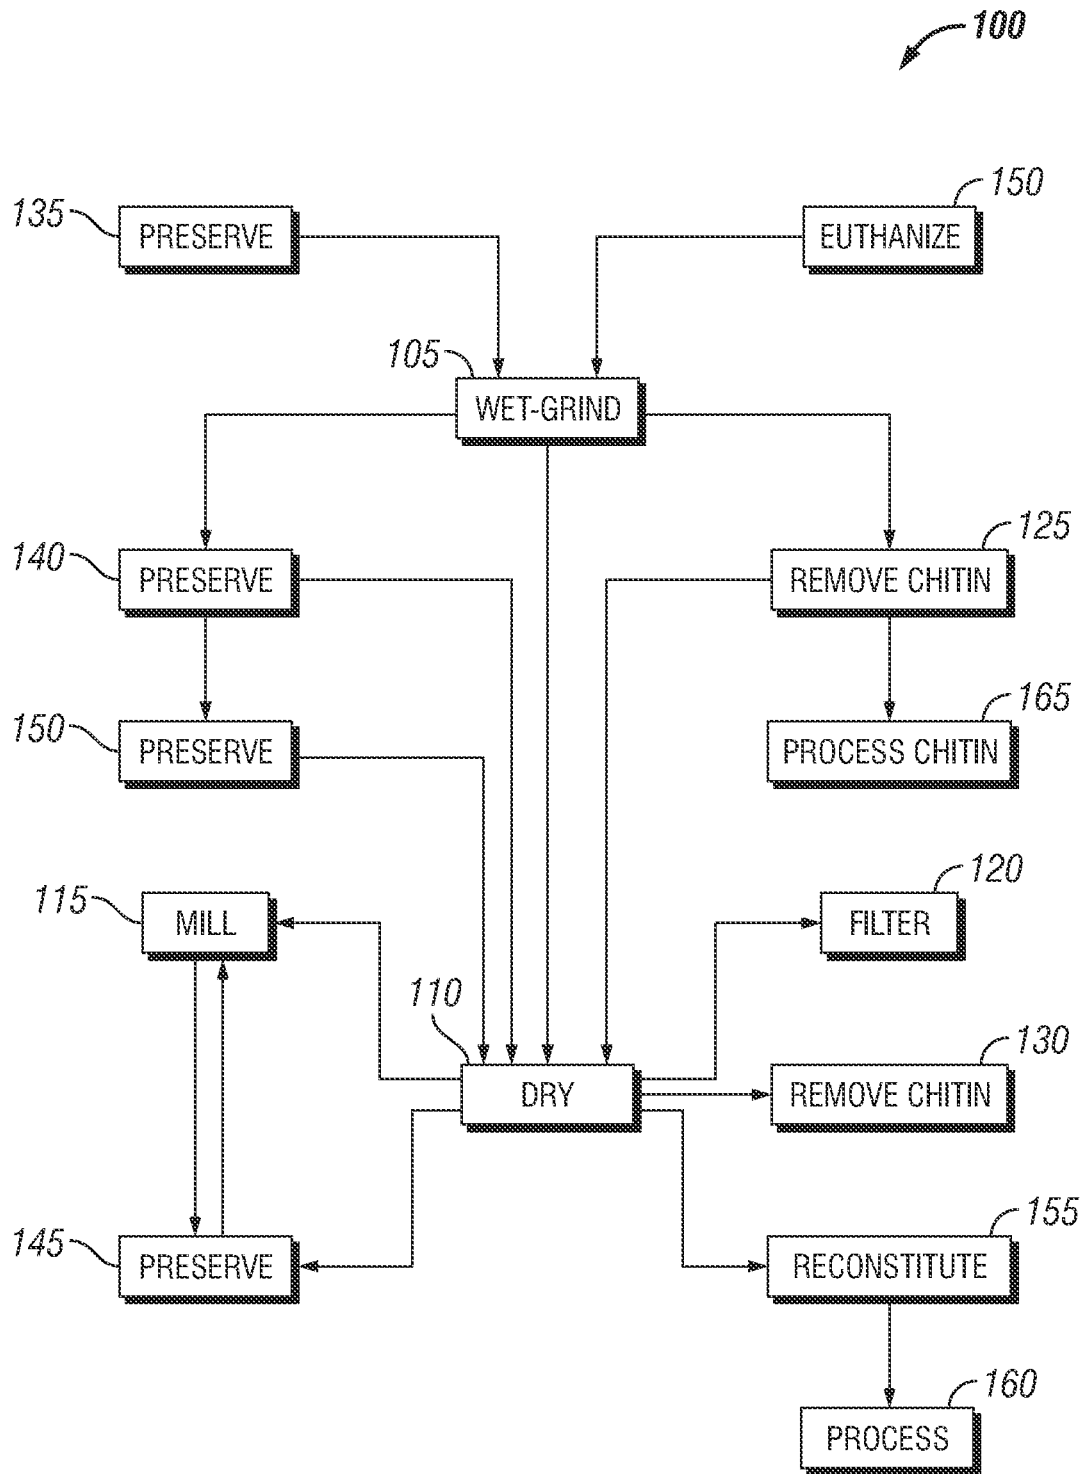 100
135
PRESERVE
150
EUTHANIZE
105
WET-GRIND
140
PRESERVE
125
REMOVE CHITIN
150
PRESERVE
165
PROCESS CHITIN
115
MILL
120
FILTER
110
DRY
130
REMOVE CHITIN
145
PRESERVE
155
RECONSTITUTE
160
PROCESS